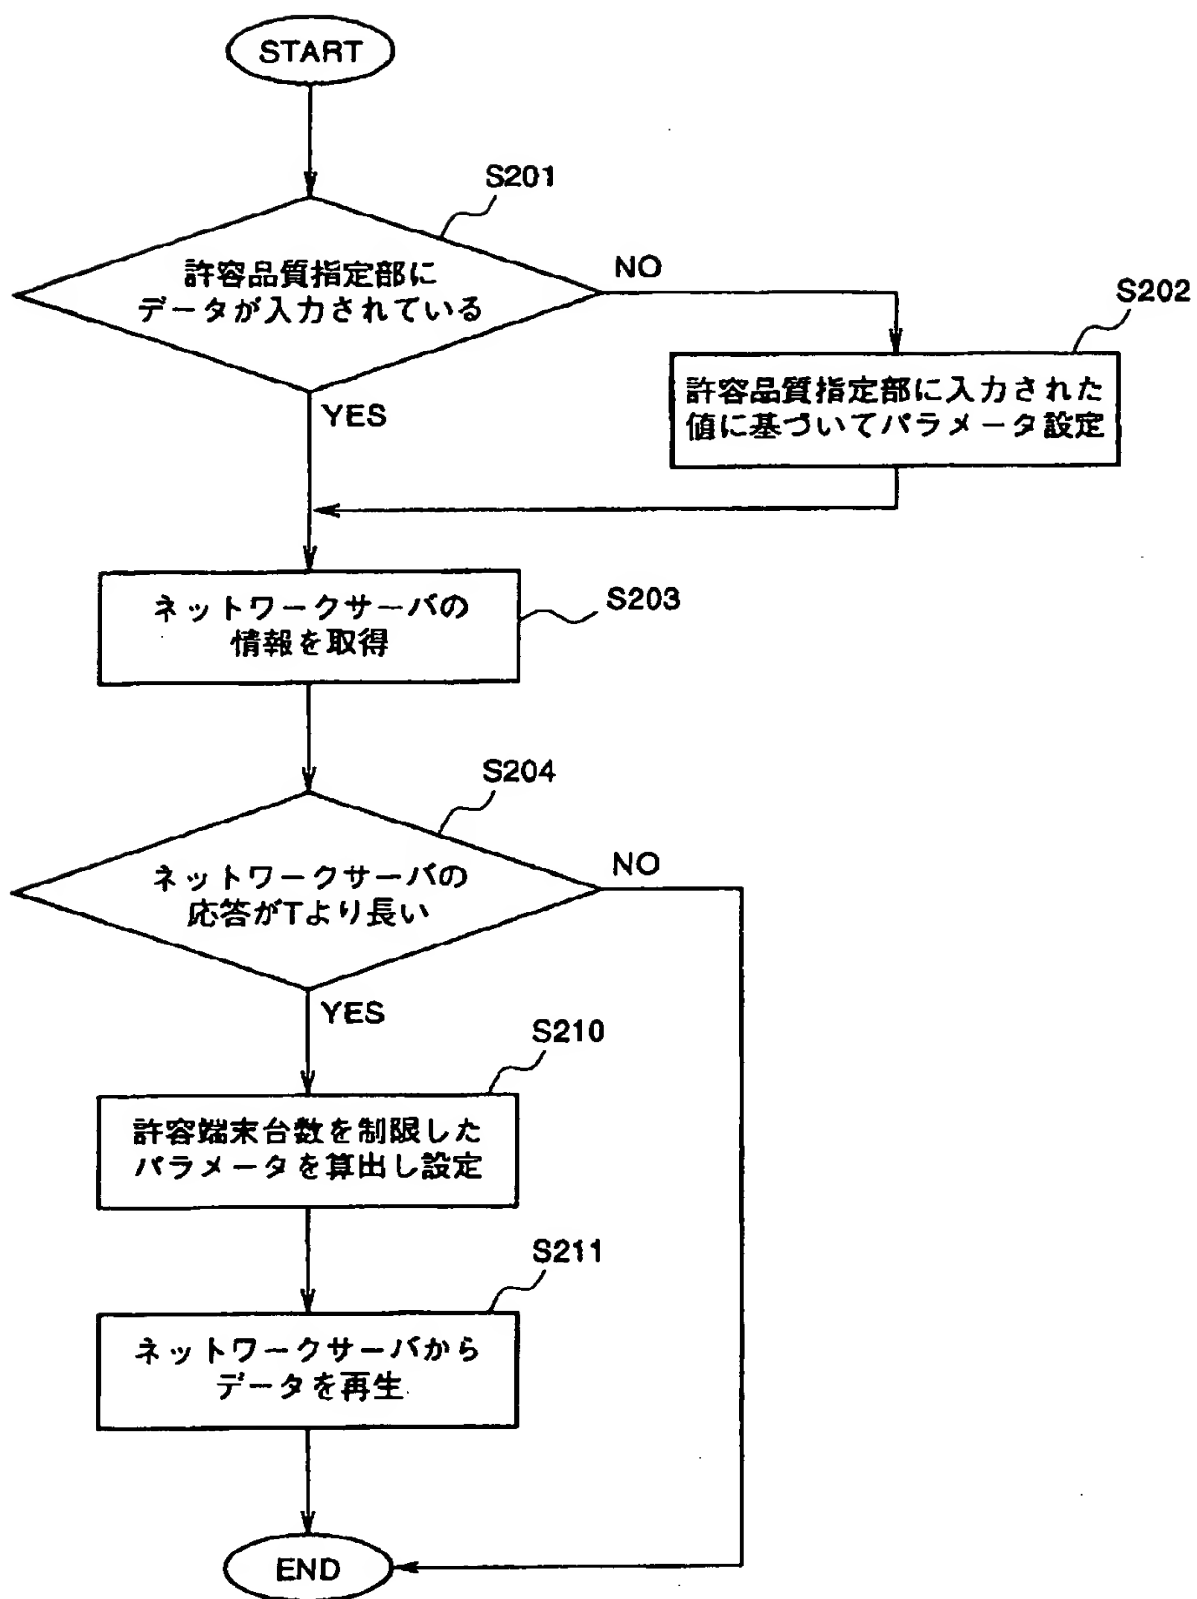 START
S201
許容品質指定部に
データが入力されている
NO
S202
許容品質指定部に入力された
値に基づいてパラメータ設定
YES
ネットワークサーバの
情報を取得
S203
S204
ネットワークサーバの
応答がTより長い
NO
YES
S210
許容端末台数を制限した
パラメータを算出し設定
S211
ネットワークサーバから
データを再生
END